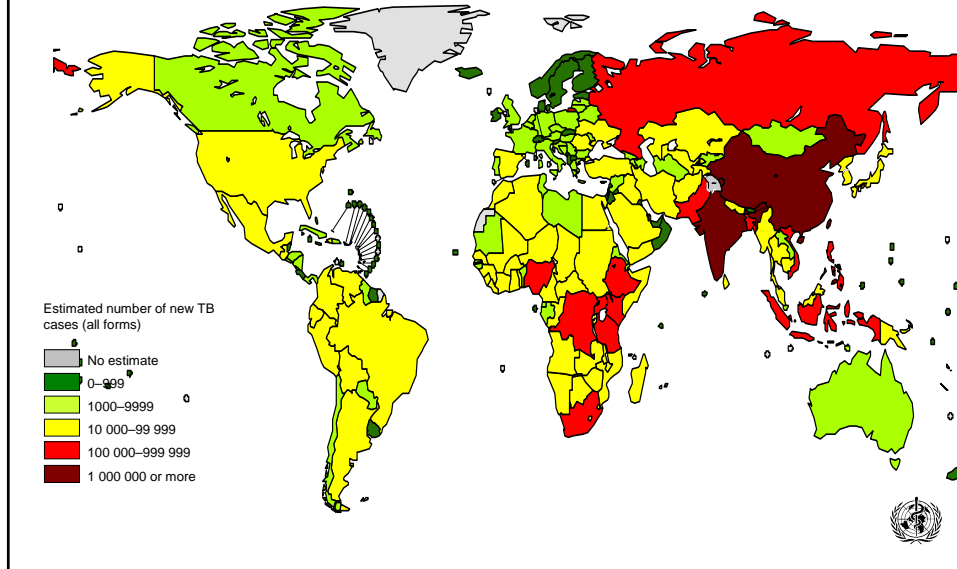 Estimated number of new TB
cases (all forms)
No estimate
0–999
1000–9999
10 000–99 999
100 000–999 999
1 000 000 or more